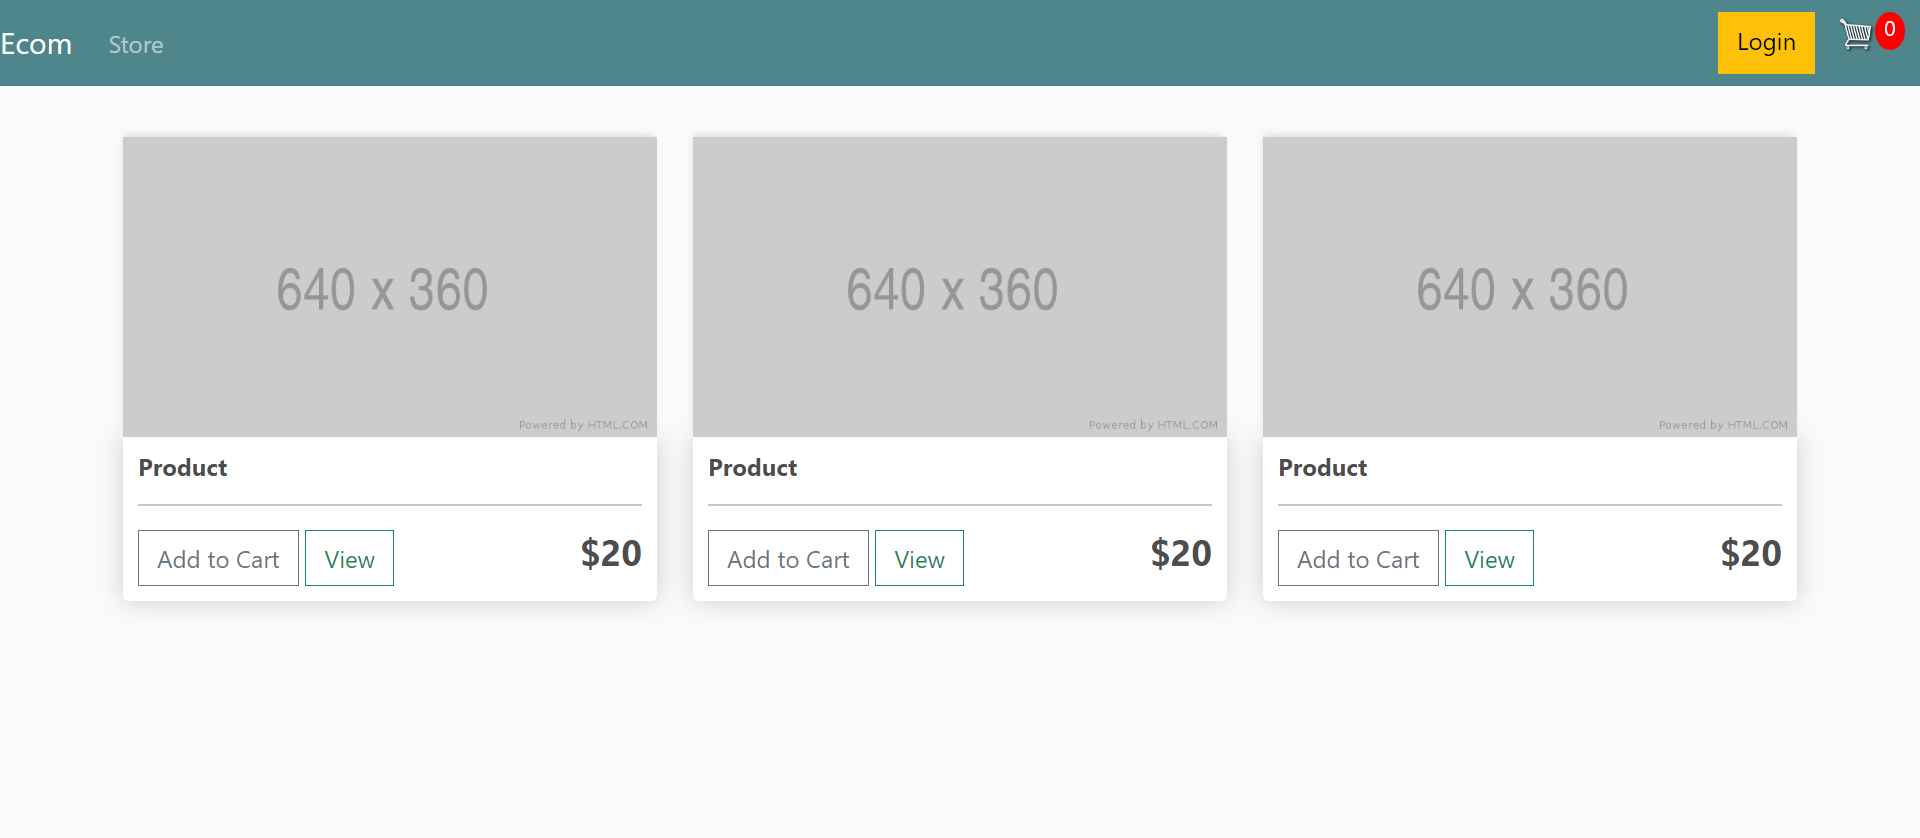 Ecom Store Login 0
640 x 360 640 x 360 640 x 360
Powered by HTML.COM Powered by HTML.COM Powered by HTML.COM
Product Product Product
Add to Cart View $20 Add to Cart View $20 Add to Cart View $20